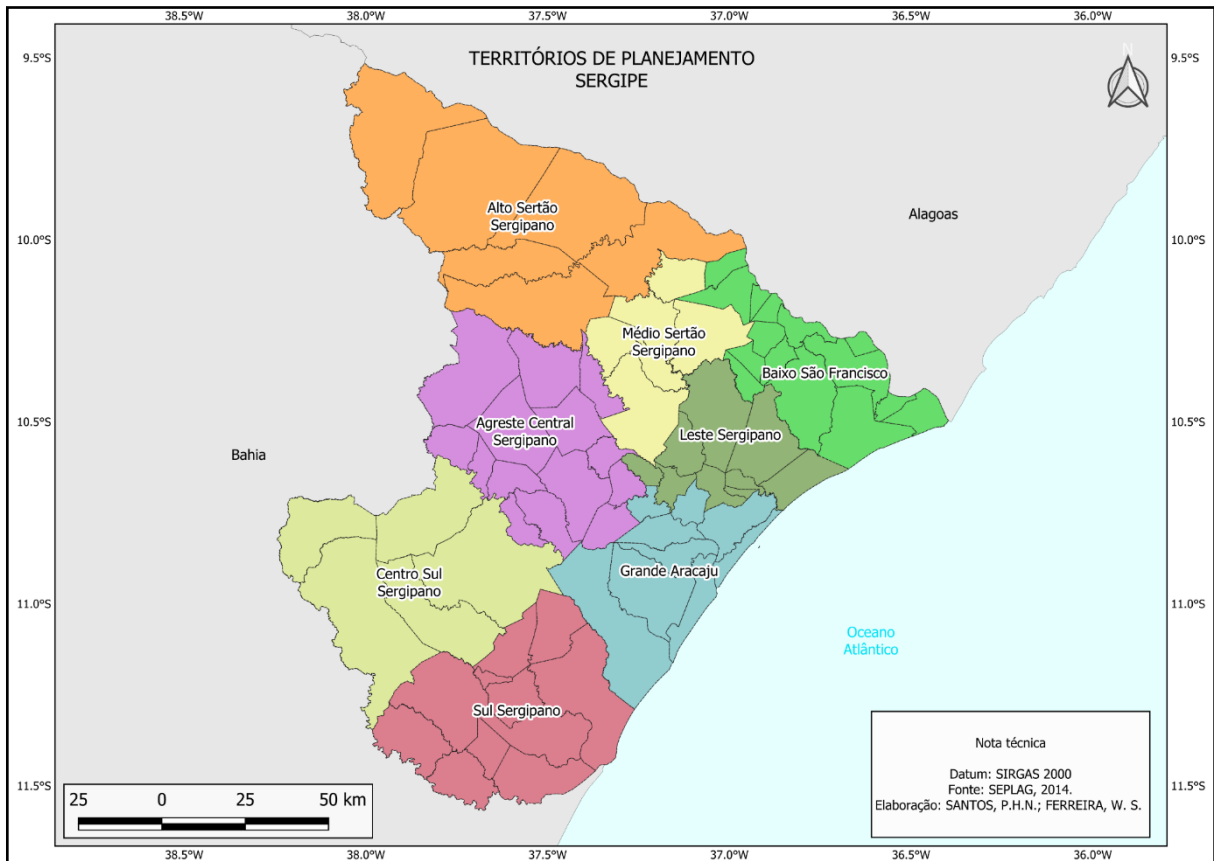 38.5°W 38.0°W 37.5°W 37.0°W 36.5°W 36.0°W
TERRITÓRIOS DE PLANEJAMENTO
SERGIPE
N
9.5°S 9.5°S
Alto Sertão
Sergipano
Alagoas
10.0°S 10.0°S
Médio Sertão
Sergipano
Baixo São Francisco
Agreste Central
Sergipano
Leste Sergipano
10.5°S 10.5°S
Bahia
Centro Sul
Sergipano
Grande Aracaju
11.0°S 11.0°S
Oceano
Atlântico
Sul Sergipano
Nota técnica
Datum: SIRGAS 2000
Fonte: SEPLAG, 2014.
Elaboração: SANTOS, P.H.N.; FERREIRA, W. S.
11.5°S 11.5°S
25 0 25 50 km
38.5°W 38.0°W 37.5°W 37.0°W 36.5°W 36.0°W